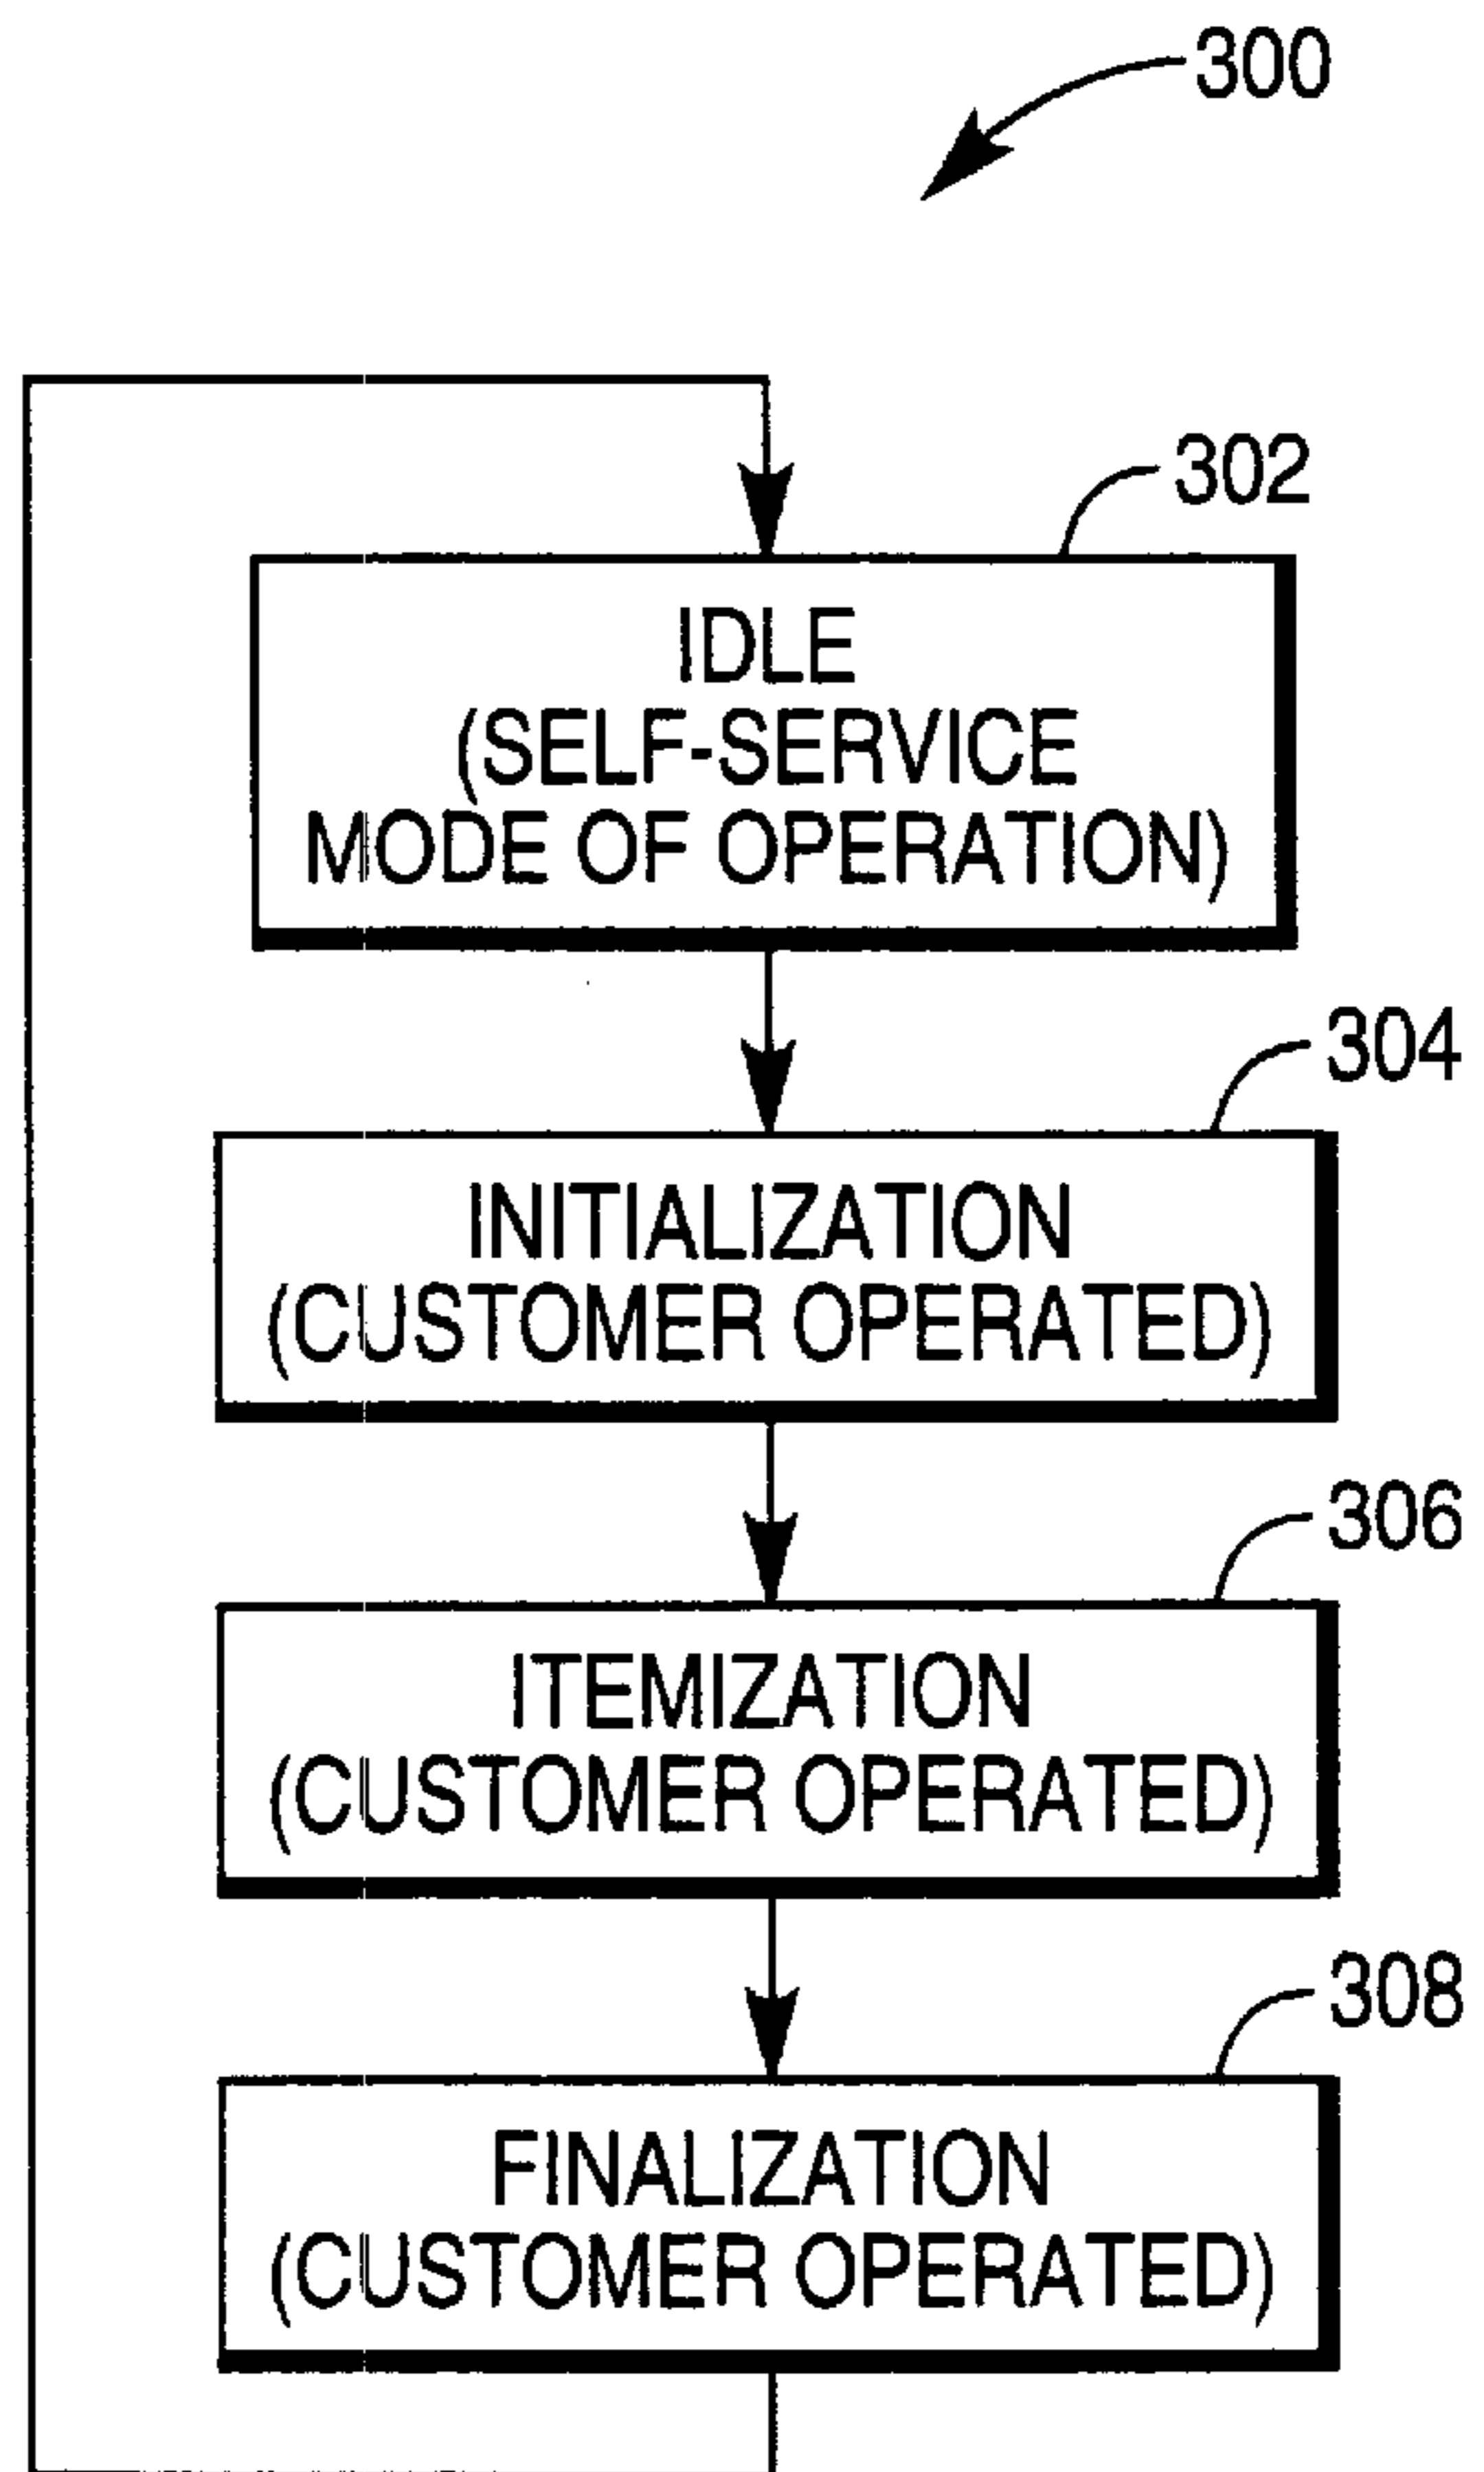 300
302
IDLE
(SELF-SERVICE
MODE OF OPERATION)
304
INITIALIZATION
(CUSTOMER OPERATED)
306
ITEMIZATION
(CUSTOMER OPERATED)
308
FINALIZATION
(CUSTOMER OPERATED)